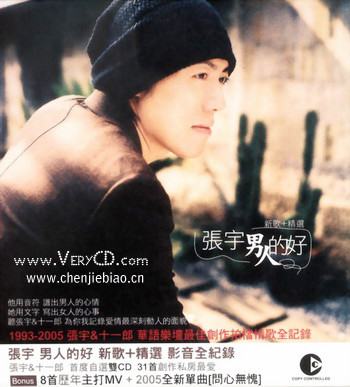 新歌+精選
張宇 男人的好
www.VeryCD.com
www.chenjiebiao.cn
他用音符 譜出男人的心情
她用文字 寫出女人的心事
聽張宇&十一郎 為你我記錄愛情最深刻動人的面貌
1993-2005 張宇&十一郎 華語樂壇最佳創作拍檔情歌全記錄
張宇 男人的好 新歌+精選 影音全紀錄
張宇&十一郎 首度自選雙CD 31首創作私房最愛
Bonus 8首歷年主打MV + 2005全新單曲[問心無愧]
COPY CONTROLLED